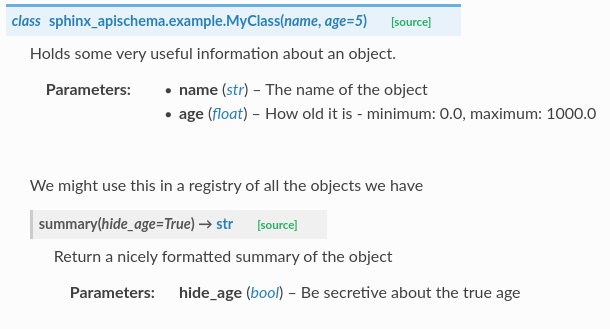 class sphinx_apischema.example.MyClass(name, age=5) [source]
Holds some very useful information about an object.
Parameters: • name (str) – The name of the object
• age (float) – How old it is - minimum: 0.0, maximum: 1000.0
We might use this in a registry of all the objects we have
summary(hide_age=True) → str [source]
Return a nicely formatted summary of the object
Parameters: hide_age (bool) – Be secretive about the true age